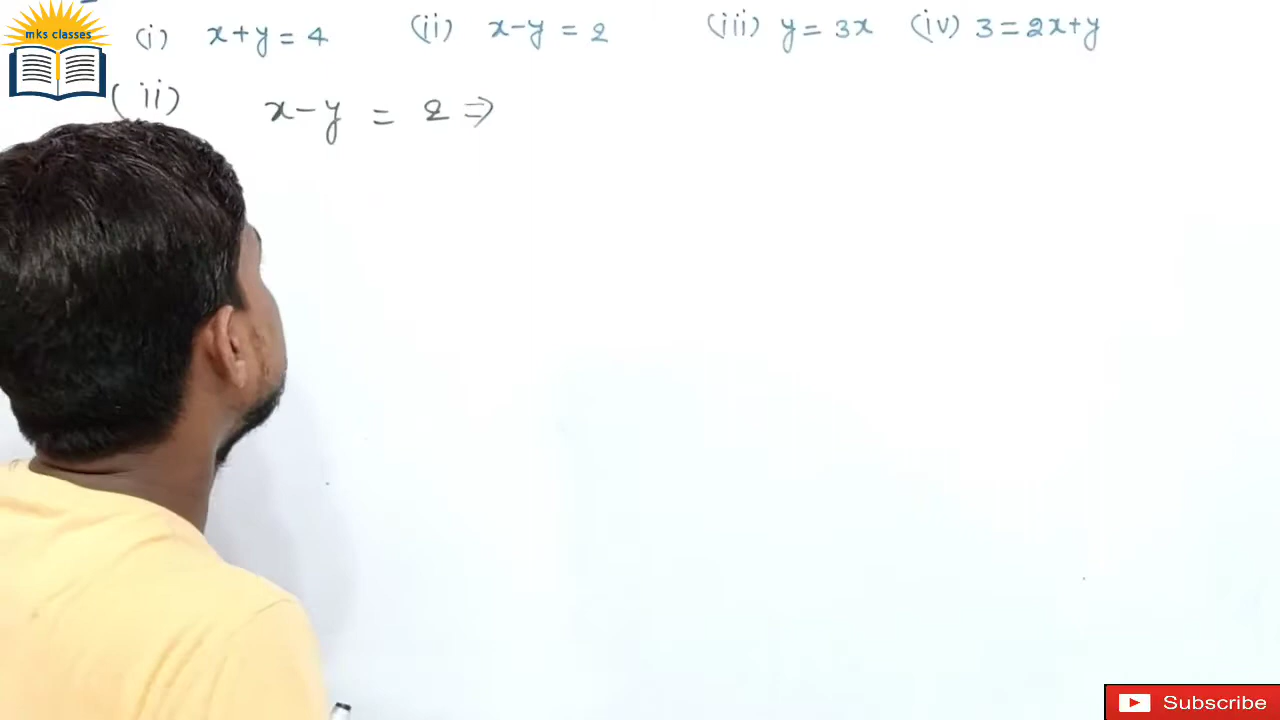 mks classes
(i) x+y = 4 (ii) x-y = 2 (iii) y = 3x (iv) 3 = 2x+y
(ii) x-y = 2 ⇒
Subscribe